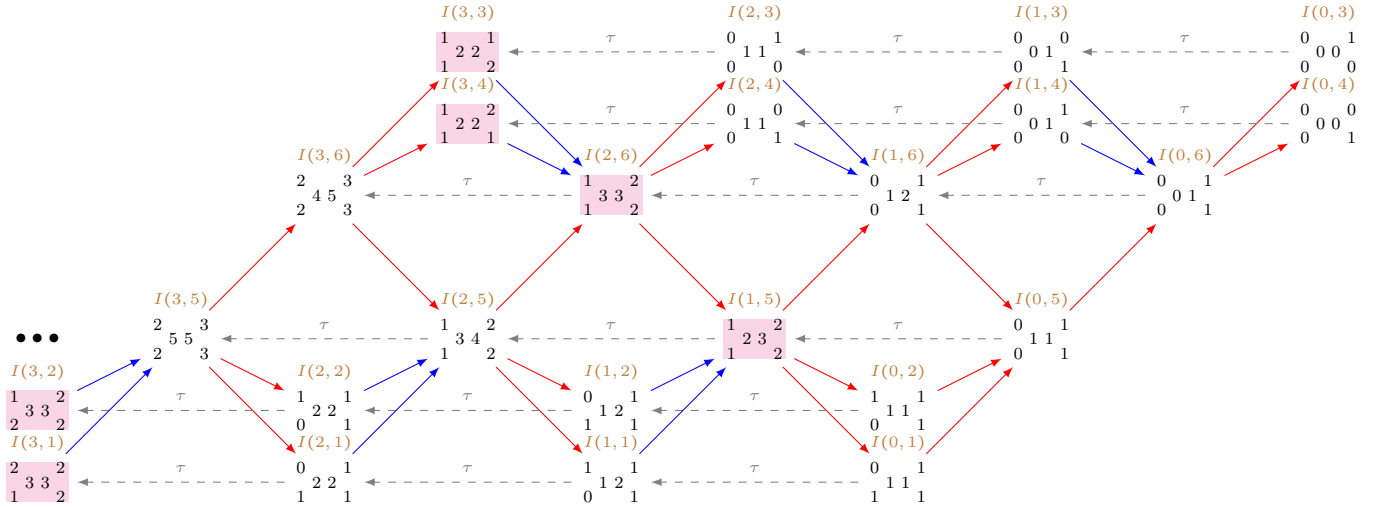 I(3,3) I(2,3) I(1,3) I(0,3)
1 1 0 1 0 0 0 1
2 2 τ 1 1 τ 0 1 τ 0 0
1 2 0 0 0 1 0 0
I(3,4) I(2,4) I(1,4) I(0,4)
1 2 0 0 0 1 0 0
2 2 τ 1 1 τ 0 1 τ 0 0
1 1 0 1 0 0 0 1
I(3,6) I(2,6) I(1,6) I(0,6)
2 3 1 2 0 1 0 1
4 5 τ 3 3 τ 1 2 τ 0 1
2 3 1 2 0 1 0 1
I(3,5) I(2,5) I(1,5) I(0,5)
2 3 1 2 1 2 0 1
••• 5 5 τ 3 4 τ 2 3 τ 1 1
2 3 1 2 1 2 0 1
I(3,2) I(2,2) I(1,2) I(0,2)
1 2 1 1 0 1 1 1
3 3 τ 2 2 τ 1 2 τ 1 1
2 2 0 1 1 1 0 1
I(3,1) I(2,1) I(1,1) I(0,1)
2 2 0 1 1 1 0 1
3 3 τ 2 2 τ 1 2 τ 1 1
1 2 1 1 0 1 1 1